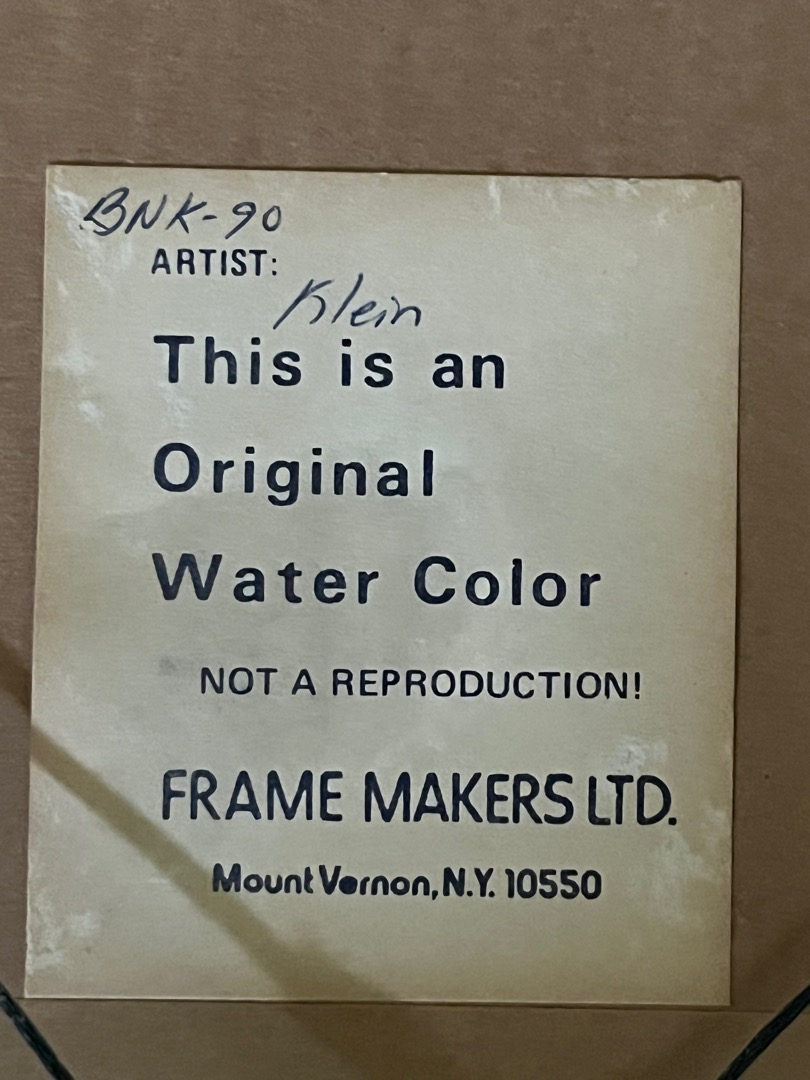 BNK-90
ARTIST:
Klein
This is an
Original
Water Color
NOT A REPRODUCTION!
FRAME MAKERS LTD.
Mount Vernon, N.Y. 10550